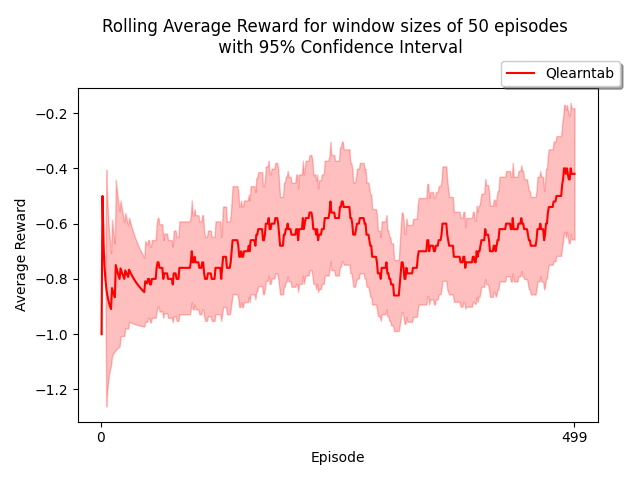 Rolling Average Reward for window sizes of 50 episodes
with 95% Confidence Interval
Qlearntab
−0.2
−0.4
−0.6
−0.8
−1.0
−1.2
Average Reward
0
499
Episode